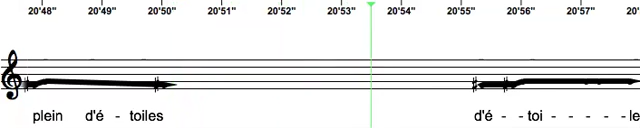 20'48" 20'49" 20'50" 20'51" 20'52" 20'53" 20'54" 20'55" 20'56" 20'57" 20'
plein d'é - toiles d'é - - toi - - - - - le